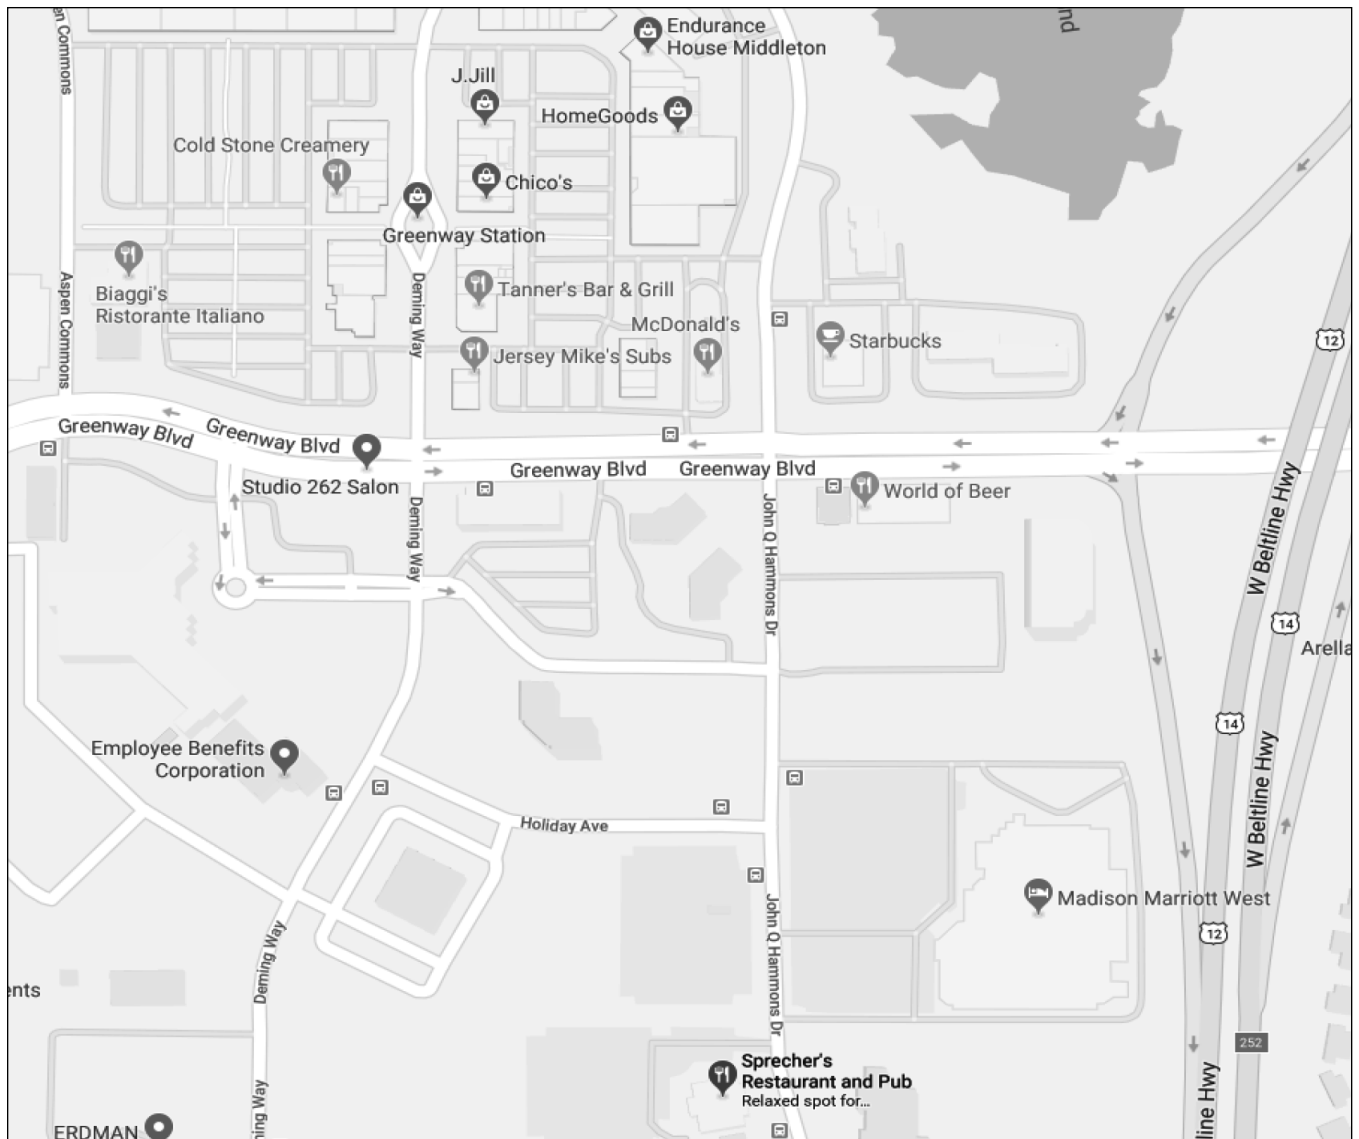 en Commons
Endurance
House Middleton
nd
J.Jill
HomeGoods
Cold Stone Creamery
Chico's
Greenway Station
Aspen Commons
Biaggi's
Ristorante Italiano
Deming Way
Tanner's Bar & Grill
McDonald's
Jersey Mike's Subs
Starbucks
12
Greenway Blvd
Greenway Blvd
Greenway Blvd
Greenway Blvd
Studio 262 Salon
World of Beer
Deming Way
John Q Hammons Dr
W Beltline Hwy
14
Arella
14
Employee Benefits
Corporation
W Beltline Hwy
Holiday Ave
Madison Marriott West
12
John Q Hammons Dr
Deming Way
ents
252
Sprecher's
Restaurant and Pub
Relaxed spot for...
ning Way
line Hwy
ERDMAN